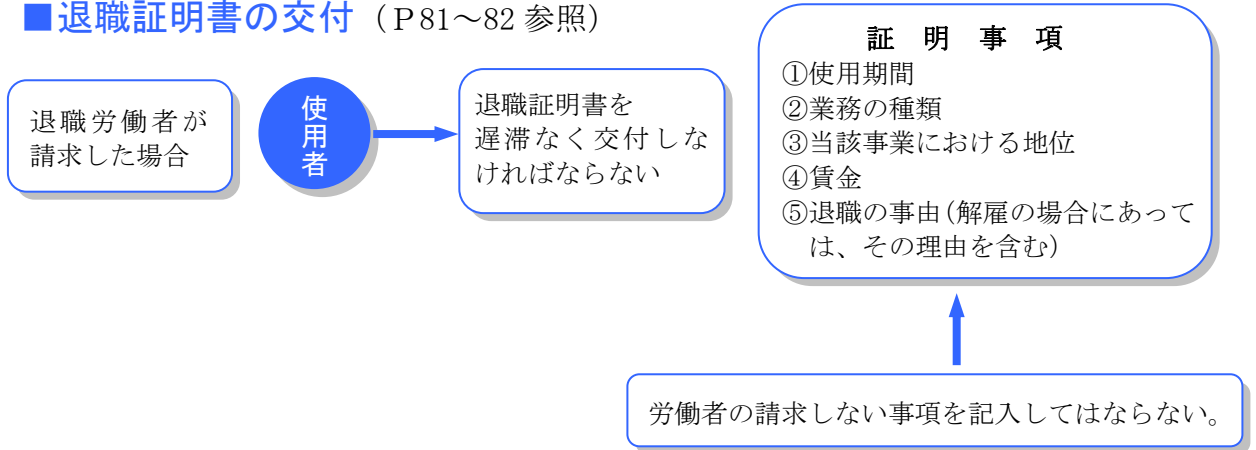 ■退職証明書の交付（Ｐ81～82 参照）
退職労働者が
請求した場合
使用者
退職証明書を
遅滞なく交付しな
ければならない
証 明 事 項
①使用期間
②業務の種類
③当該事業における地位
④賃金
⑤退職の事由(解雇の場合にあって
は、その理由を含む)
労働者の請求しない事項を記入してはならない。